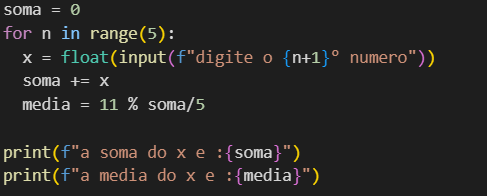 soma = 0
for n in range(5):
  x = float(input(f"digite o {n+1}º numero"))
  soma += x
  media = 11 % soma/5

print(f"a soma do x e :{soma}")
print(f"a media do x e :{media}")